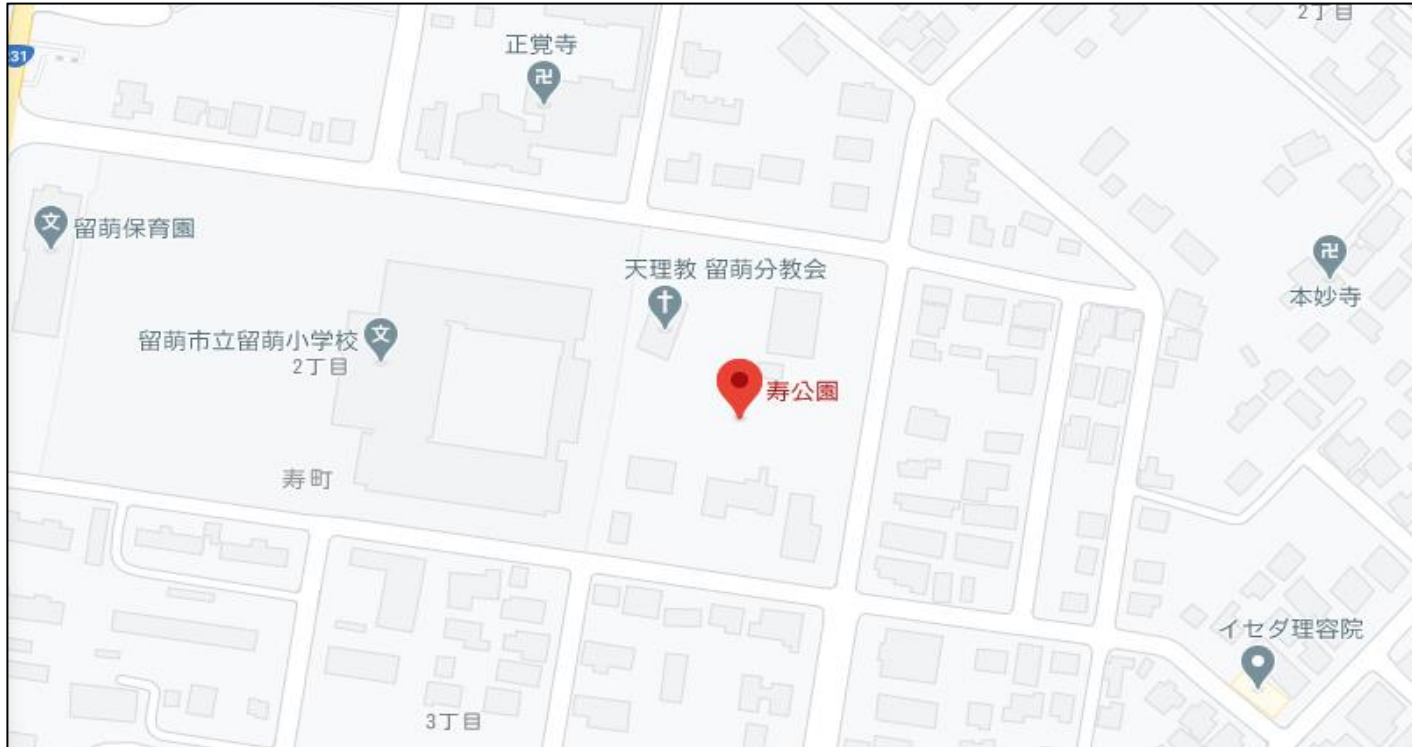 2丁目
正覚寺
31
留萌保育園
天理教 留萌分教会
本妙寺
留萌市立留萌小学校
2丁目
寿公園
寿町
イセダ理容院
3丁目